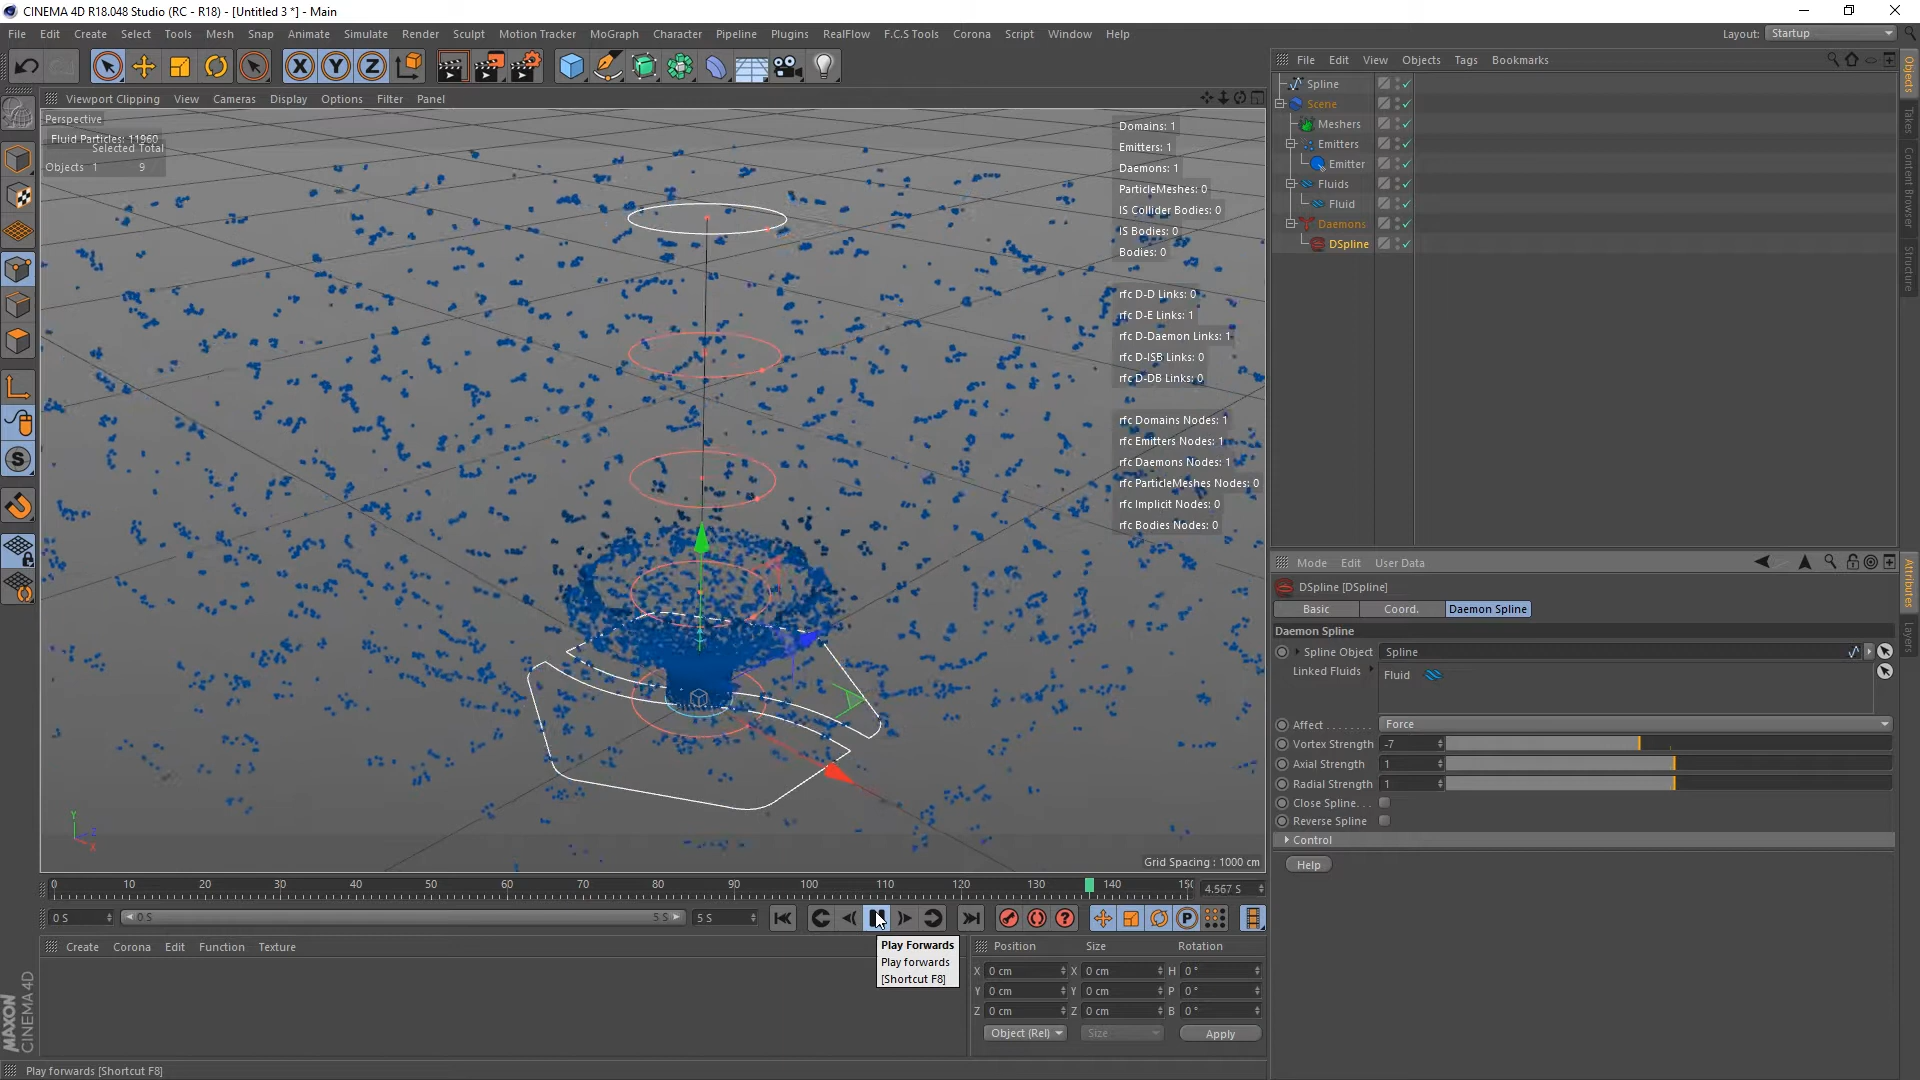 CINEMA 4D R18.048 Studio (RC - R18) - [Untitled 3 *] - Main
File Edit Create Select Tools Mesh Snap Animate Simulate Render Sculpt Motion Tracker MoGraph Character Pipeline Plugins RealFlow F.C.S Tools Corona Script Window Help
Layout: Startup
File Edit View Objects Tags Bookmarks
Viewport Clipping View Cameras Display Options Filter Panel
Perspective
Fluid Particles: 11960
Selected Total
Objects 1 9
Domains: 1
Emitters: 1
Daemons: 1
ParticleMeshes: 0
IS Collider Bodies: 0
IS Bodies: 0
Bodies: 0
rfc D-D Links: 0
rfc D-E Links: 1
rfc D-Daemon Links: 1
rfc D-ISB Links: 0
rfc D-DB Links: 0
rfc Domains Nodes: 1
rfc Emitters Nodes: 1
rfc Daemons Nodes: 1
rfc ParticleMeshes Nodes: 0
rfc Implicit Nodes: 0
rfc Bodies Nodes: 0
Y
Z
X
Grid Spacing : 1000 cm
Spline
Scene
Meshers
Emitters
Emitter
Fluids
Fluid
Daemons
DSpline
Objects
Takes
Content Browser
Structure
Mode Edit User Data
DSpline [DSpline]
Basic Coord. Daemon Spline
Daemon Spline
Spline Object Spline
Linked Fluids Fluid
Affect . . . . . . . . Force
Vortex Strength -7
Axial Strength 1
Radial Strength 1
Close Spline. . .
Reverse Spline
Control
Help
Attributes
Layers
0 10 20 30 40 50 60 70 80 90 100 110 120 130 140 150 4.567 S
0 S 0 S 5 S 5 S
Play Forwards
Play forwards
[Shortcut F8]
Create Corona Edit Function Texture
Position Size Rotation
X 0 cm X 0 cm H 0 °
Y 0 cm Y 0 cm P 0 °
Z 0 cm Z 0 cm B 0 °
Object (Rel) Size Apply
MAXON
CINEMA 4D
Play forwards [Shortcut F8]